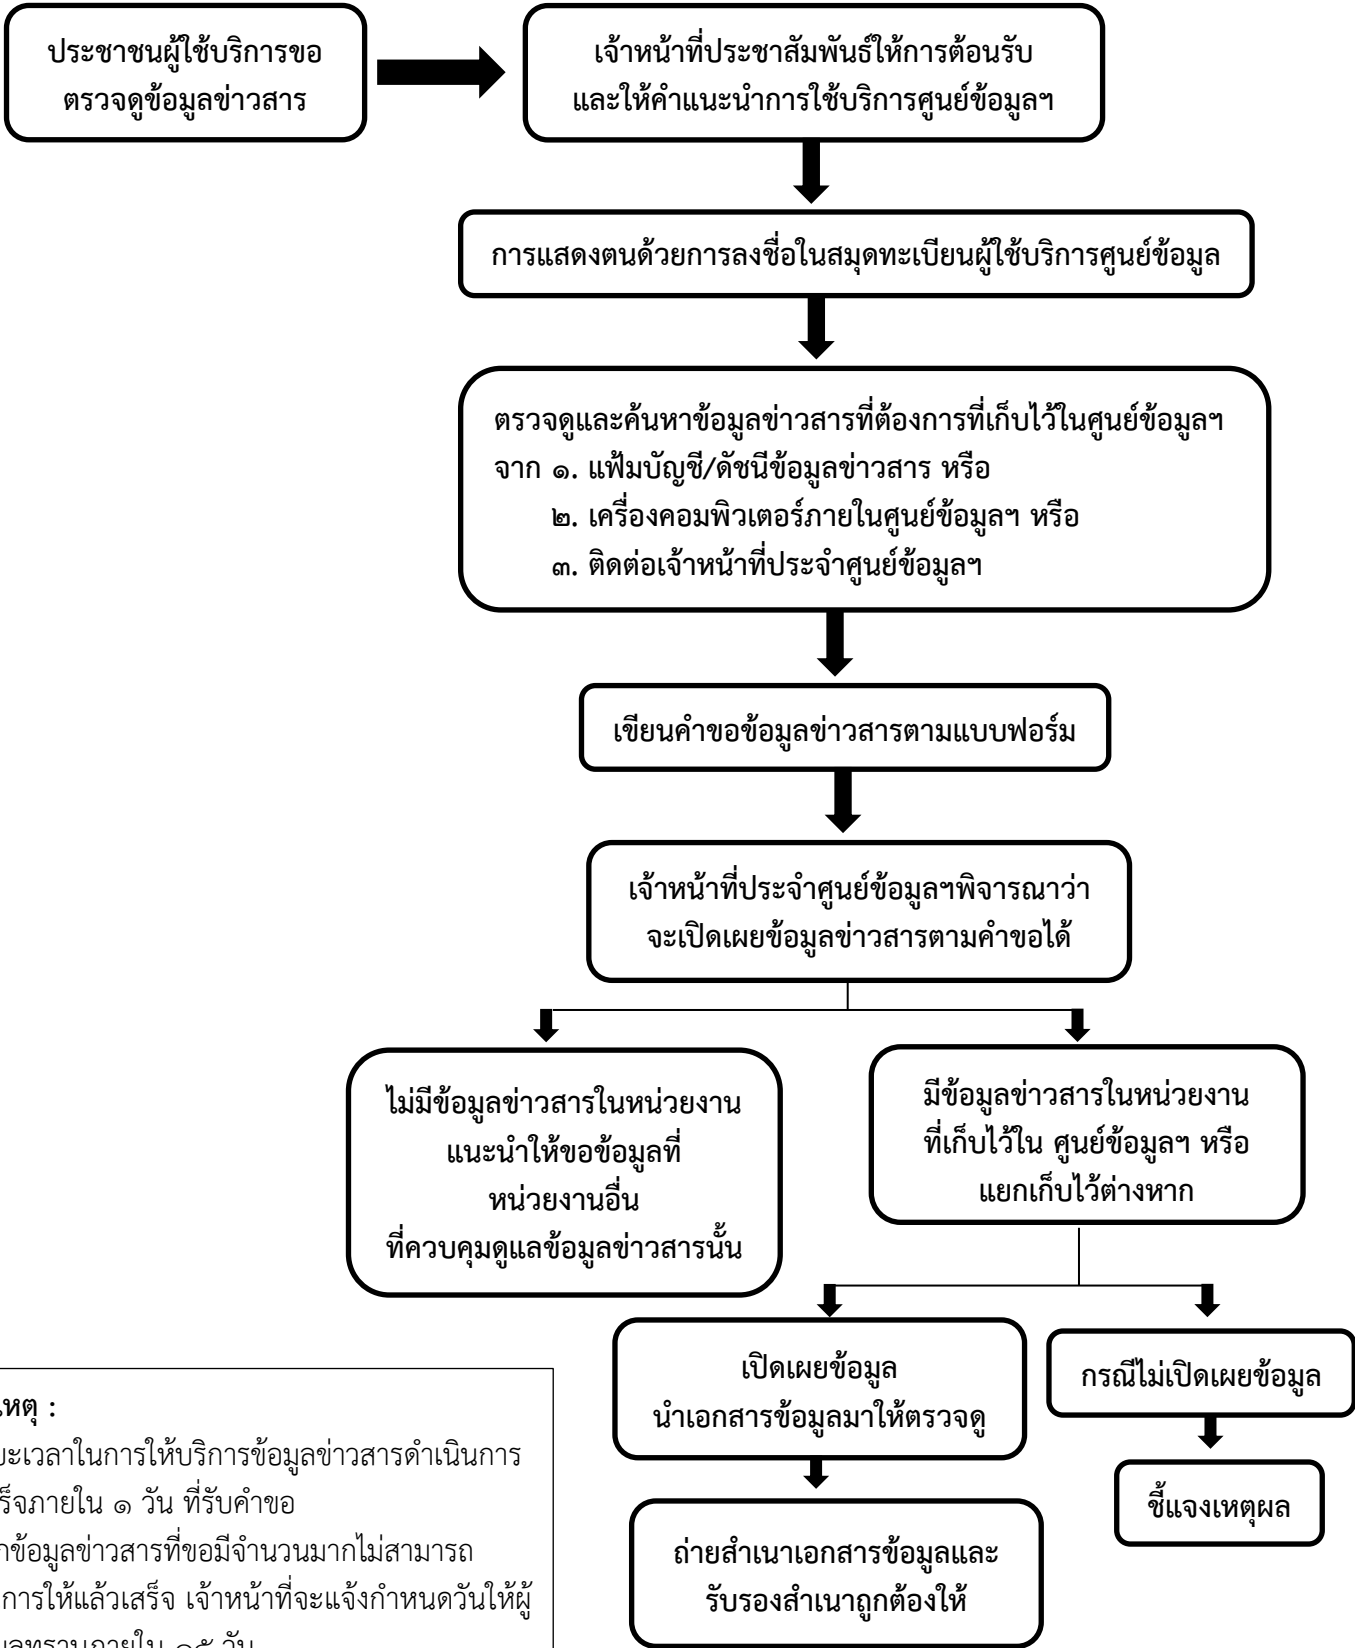 ประชาชนผู้ใช้บริการขอ
ตรวจดูข้อมูลข่าวสาร
เจ้าหน้าที่ประชาสัมพันธ์ให้การต้อนรับ
และให้คำแนะนำการใช้บริการศูนย์ข้อมูลฯ
การแสดงตนด้วยการลงชื่อในสมุดทะเบียนผู้ใช้บริการศูนย์ข้อมูล
ตรวจดูและค้นหาข้อมูลข่าวสารที่ต้องการที่เก็บไว้ในศูนย์ข้อมูลฯ
จาก ๑. แฟ้มบัญชี/ดัชนีข้อมูลข่าวสาร หรือ
๒. เครื่องคอมพิวเตอร์ภายในศูนย์ข้อมูลฯ หรือ
๓. ติดต่อเจ้าหน้าที่ประจำศูนย์ข้อมูลฯ
เขียนคำขอข้อมูลข่าวสารตามแบบฟอร์ม
เจ้าหน้าที่ประจำศูนย์ข้อมูลฯพิจารณาว่า
จะเปิดเผยข้อมูลข่าวสารตามคำขอได้
ไม่มีข้อมูลข่าวสารในหน่วยงาน
แนะนำให้ขอข้อมูลที่
หน่วยงานอื่น
ที่ควบคุมดูแลข้อมูลข่าวสารนั้น
มีข้อมูลข่าวสารในหน่วยงาน
ที่เก็บไว้ใน ศูนย์ข้อมูลฯ หรือ
แยกเก็บไว้ต่างหาก
เปิดเผยข้อมูล
นำเอกสารข้อมูลมาให้ตรวจดู
กรณีไม่เปิดเผยข้อมูล
ชี้แจงเหตุผล
ถ่ายสำเนาเอกสารข้อมูลและ
รับรองสำเนาถูกต้องให้
เหตุ :
ยะเวลาในการให้บริการข้อมูลข่าวสารดำเนินการ
ร็จภายใน ๑ วัน ที่รับคำขอ
กข้อมูลข่าวสารที่ขอมีจำนวนมากไม่สามารถ
การให้แล้วเสร็จ เจ้าหน้าที่จะแจ้งกำหนดวันให้ผู้
ทราบภายใน ๑๕ วัน